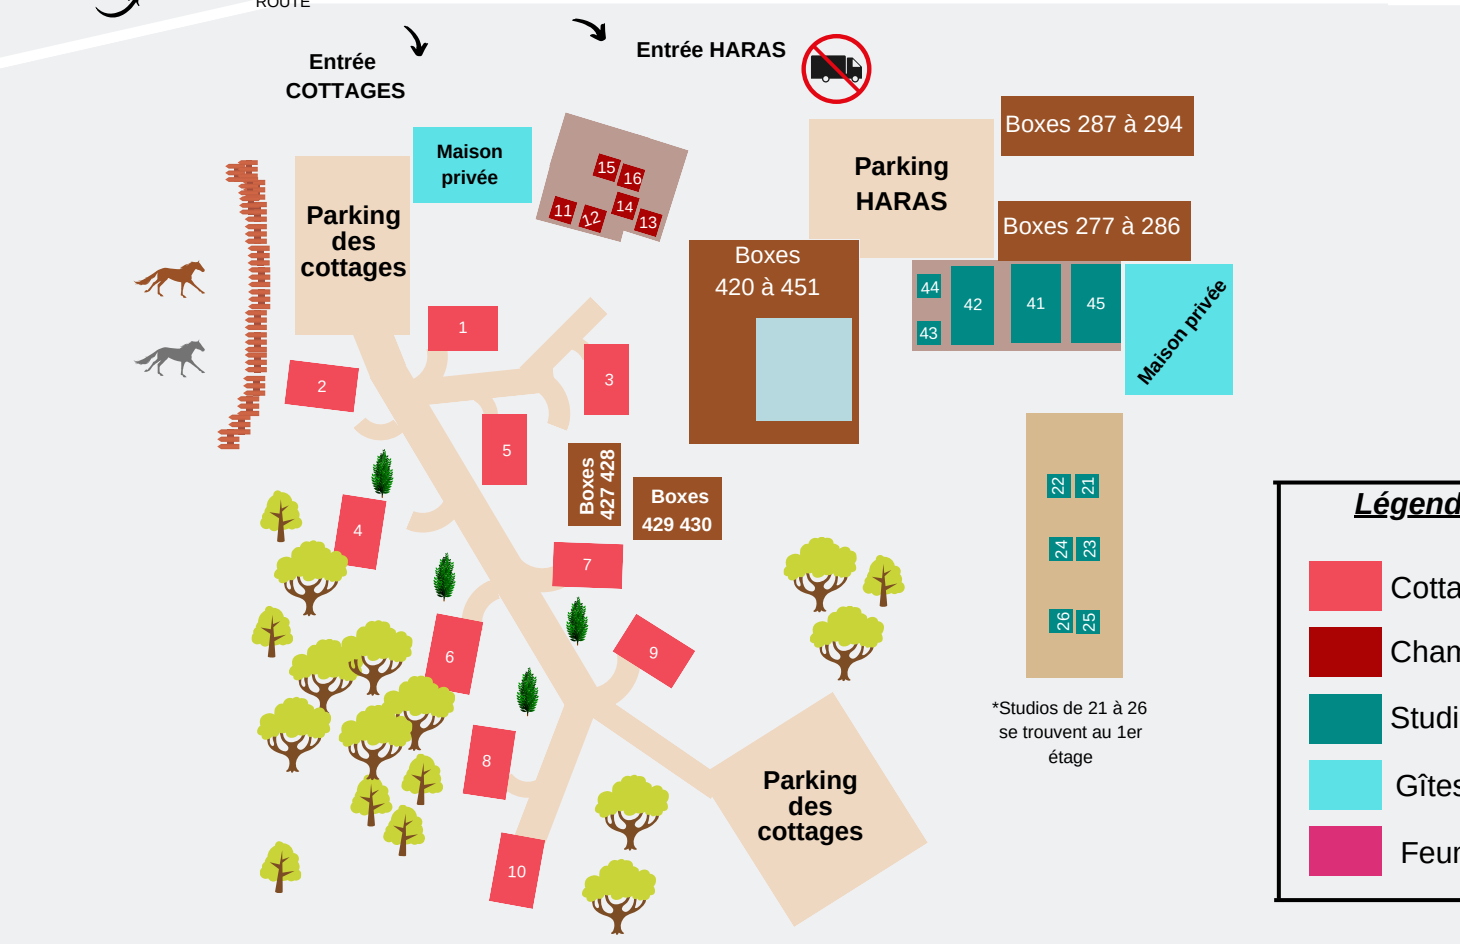 ROUTE
Entrée
COTTAGES
Entrée HARAS
Boxes 287 à 294
Maison
privée
Parking
HARAS
15
16
11
12
14
13
Parking
des
cottages
Boxes 277 à 286
Boxes
420 à 451
44
43
42
41
45
Maison privée
1
2
3
5
4
Boxes
427 428
Boxes
429 430
22
21
24
23
26
25
7
6
9
8
10
*Studios de 21 à 26
se trouvent au 1er
étage
Parking
des
cottages
Légend
Cotta
Cham
Studi
Gîtes
Feur